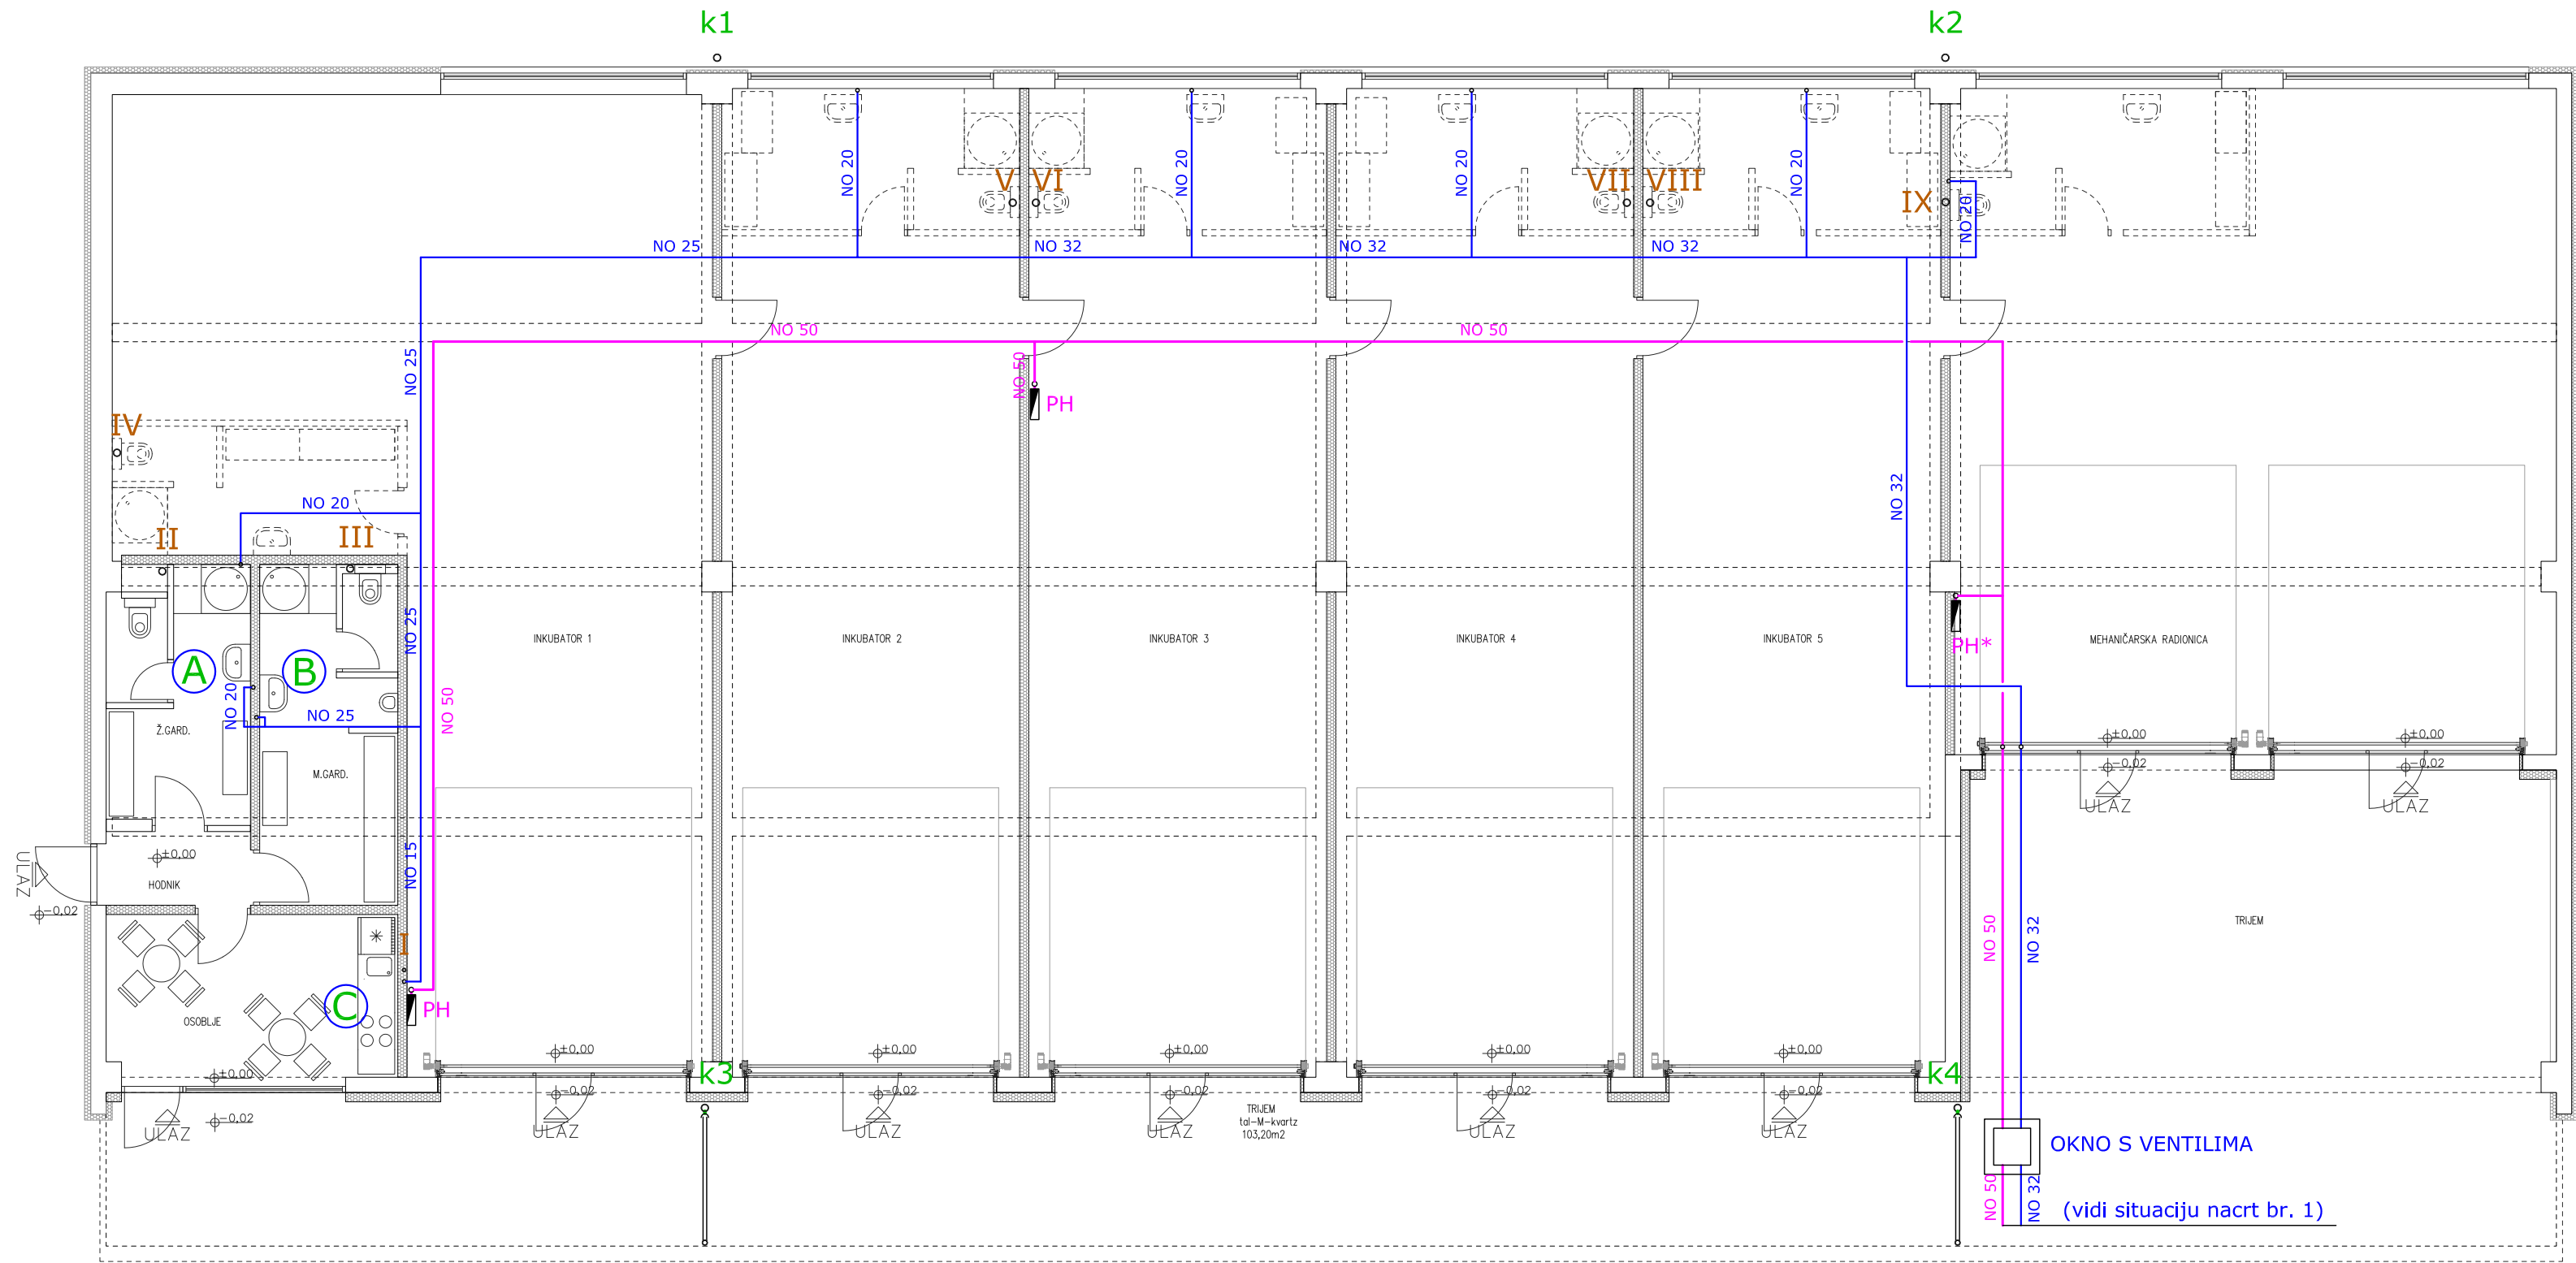 k1
k2
NO 20
NO 20
NO 20
NO 20
V
VI
VII
VIII
IX
NO 20
NO 25
NO 32
NO 32
NO 32
NO 50
NO 50
NO 25
NO 50
PH
IV
NO 20
II
III
NO 32
NO 25
INKUBATOR 1
INKUBATOR 2
INKUBATOR 3
INKUBATOR 4
INKUBATOR 5
MEHANIČARSKA RADIONICA
PH*
A
B
NO 20
NO 25
NO 50
Ž.GARD.
M.GARD.
±0,00
±0,00
-0,02
-0,02
ULAZ
ULAZ
±0,00
NO 15
ULAZ
HODNIK
-0,02
I
TRIJEM
NO 50
NO 32
C
PH
OSOBLJE
±0,00
±0,00
±0,00
±0,00
±0,00
±0,00
k3
k4
-0,02
-0,02
-0,02
-0,02
-0,02
-0,02
ULAZ
ULAZ
ULAZ
ULAZ
ULAZ
ULAZ
TRIJEM
tal-M-kvartz
103,20m2
OKNO S VENTILIMA
NO 50
NO 32
(vidi situaciju nacrt br. 1)